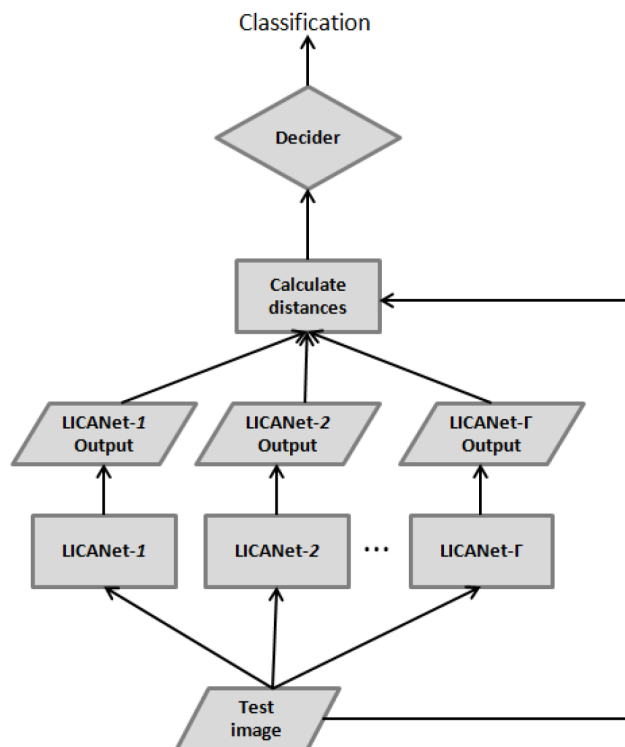 Classification
Decider
Calculate
distances
LICANet-1
Output
LICANet-2
Output
LICANet-Γ
Output
LICANet-1
LICANet-2
...
LICANet-Γ
Test
image